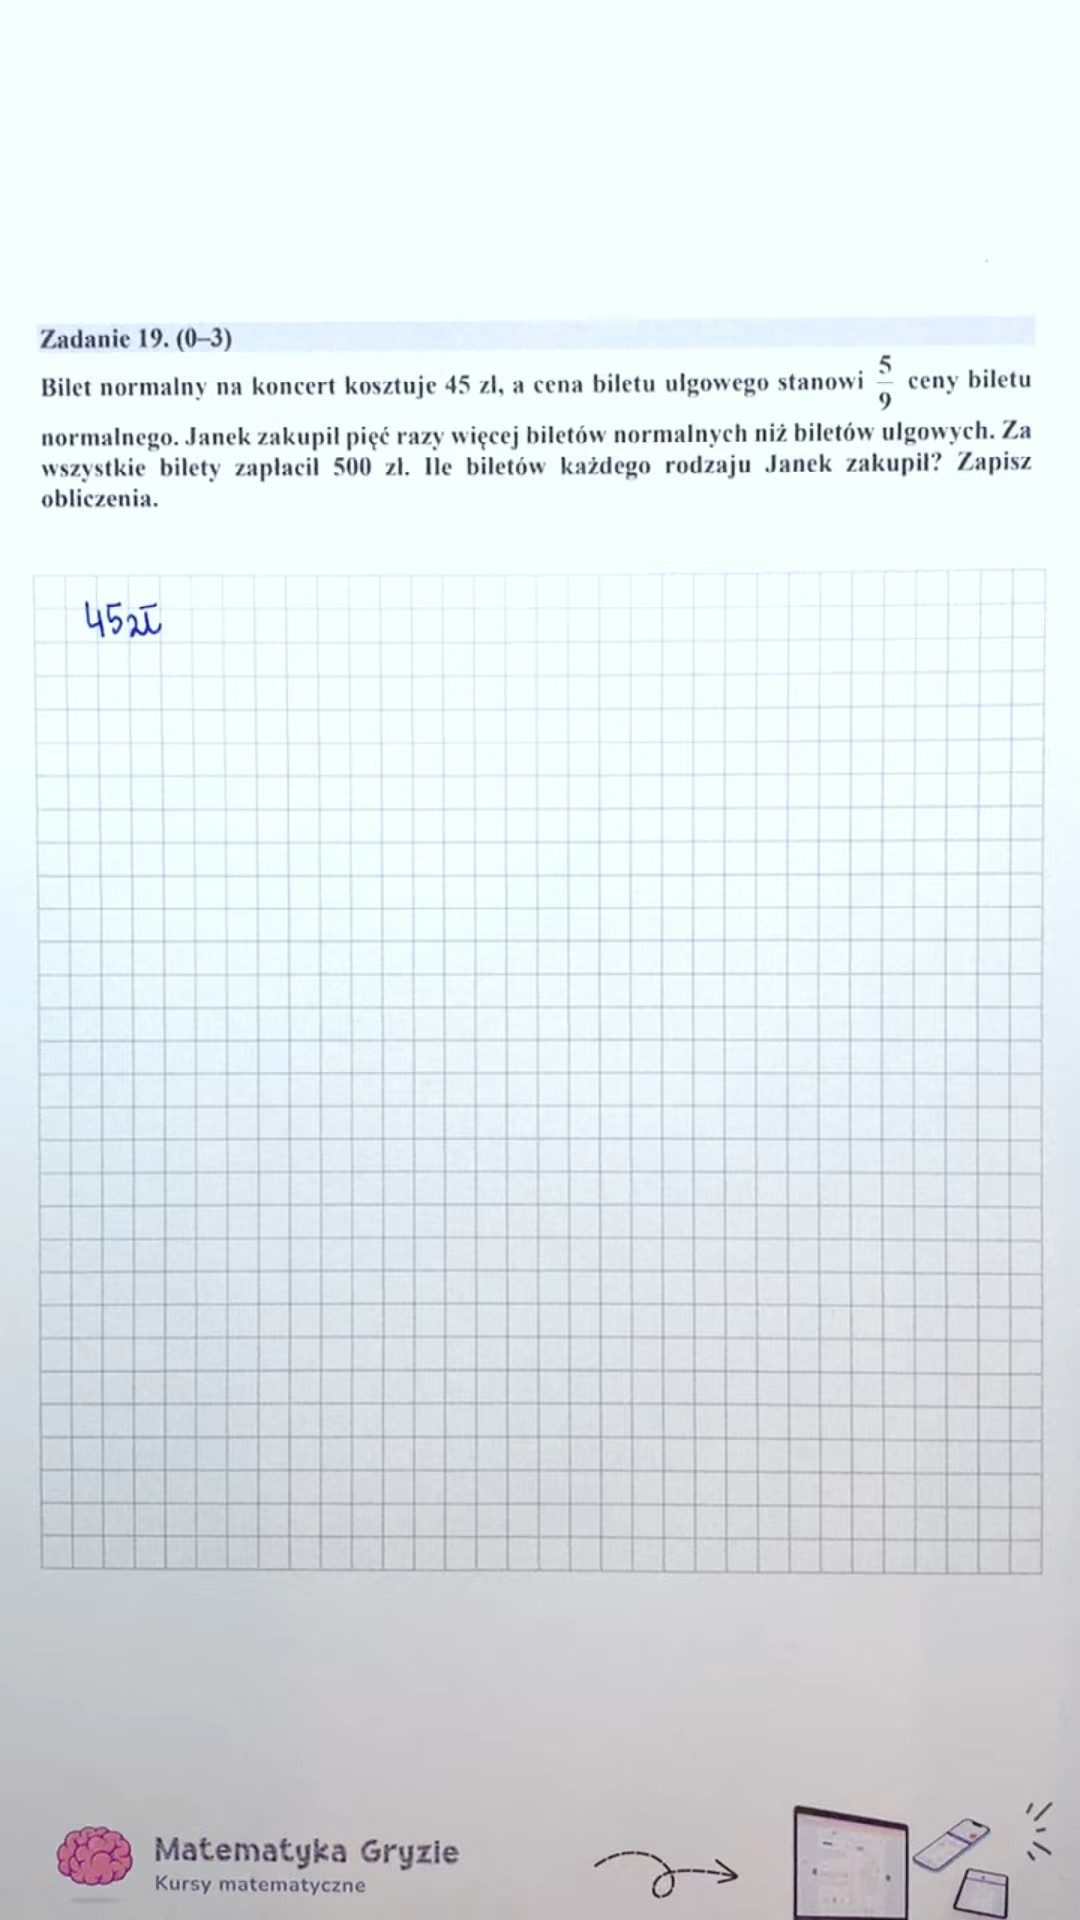 Zadanie 19. (0–3)
Bilet normalny na koncert kosztuje 45 zł, a cena biletu ulgowego stanowi 5/9 ceny biletu
normalnego. Janek zakupił pięć razy więcej biletów normalnych niż biletów ulgowych. Za
wszystkie bilety zapłacił 500 zł. Ile biletów każdego rodzaju Janek zakupił? Zapisz
obliczenia.
45 zł
Matematyka Gryzie
Kursy matematyczne